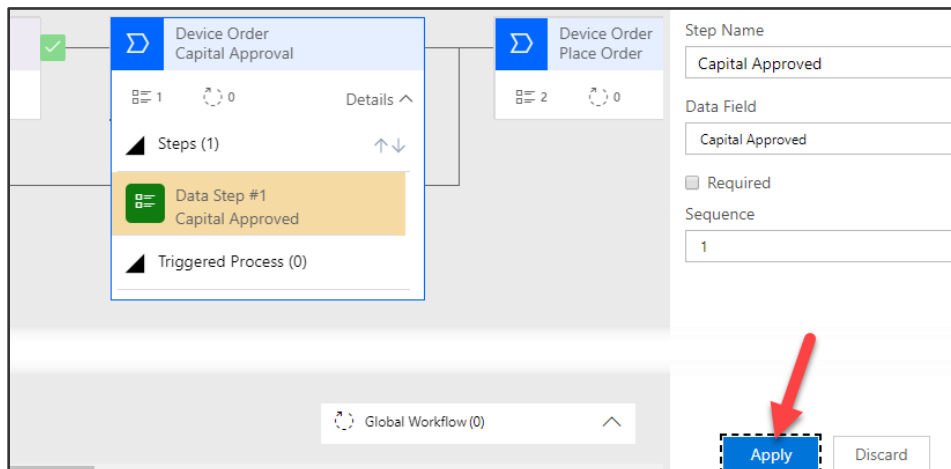 Device Order
Capital Approval
1
0
Details
Steps (1)
Data Step #1
Capital Approved
Triggered Process (0)
Device Order
Place Order
2
0
Global Workflow (0)
Step Name
Capital Approved
Data Field
Capital Approved
Required
Sequence
1
Apply
Discard